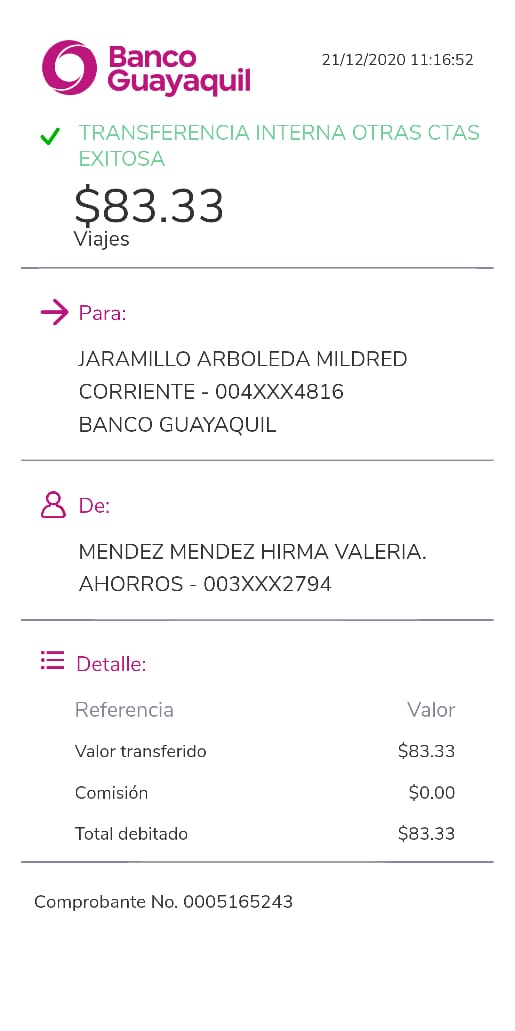 Banco
Guayaquil
21/12/2020 11:16:52
TRANSFERENCIA INTERNA OTRAS CTAS
EXITOSA
$83.33
Viajes
Para:
JARAMILLO ARBOLEDA MILDRED
CORRIENTE - 004XXX4816
BANCO GUAYAQUIL
De:
MENDEZ MENDEZ HIRMA VALERIA.
AHORROS - 003XXX2794
Detalle:
Referencia Valor
Valor transferido $83.33
Comisión $0.00
Total debitado $83.33
Comprobante No. 0005165243